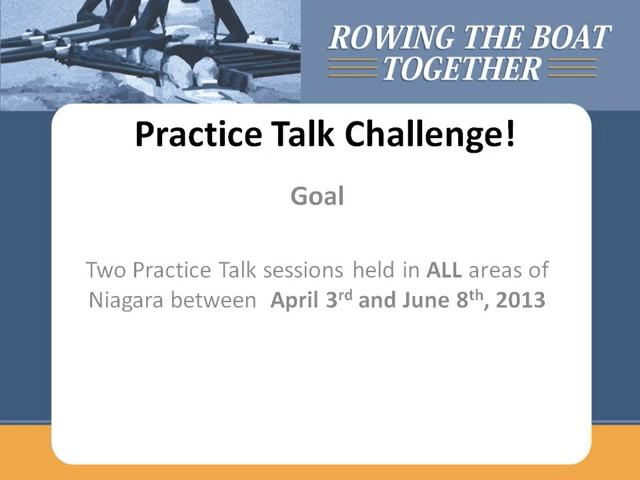 ROWING THE BOAT
TOGETHER
Practice Talk Challenge!
Goal
Two Practice Talk sessions held in ALL areas of
Niagara between  April 3rd and June 8th, 2013